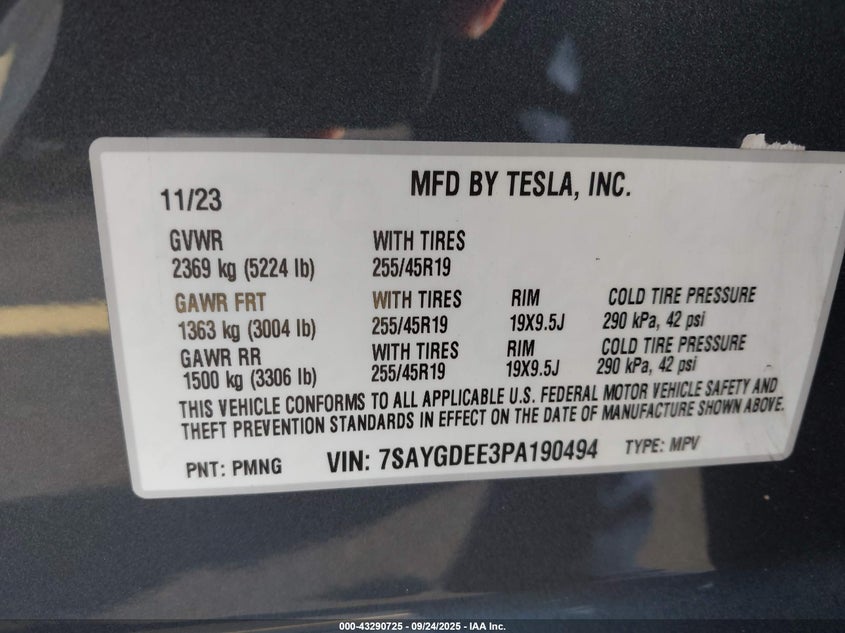 MFD BY TESLA, INC.
11/23
GVWR WITH TIRES
2369 kg (5224 lb) 255/45R19
GAWR FRT WITH TIRES RIM COLD TIRE PRESSURE
1363 kg (3004 lb) 255/45R19 19X9.5J 290 kPa, 42 psi
GAWR RR WITH TIRES RIM COLD TIRE PRESSURE
1500 kg (3306 lb) 255/45R19 19X9.5J 290 kPa, 42 psi
THIS VEHICLE CONFORMS TO ALL APPLICABLE U.S. FEDERAL MOTOR VEHICLE SAFETY AND
THEFT PREVENTION STANDARDS IN EFFECT ON THE DATE OF MANUFACTURE SHOWN ABOVE.
PNT: PMNG VIN: 7SAYGDEE3PA190494 TYPE: MPV
000-43290725 - 09/24/2025 - IAA Inc.